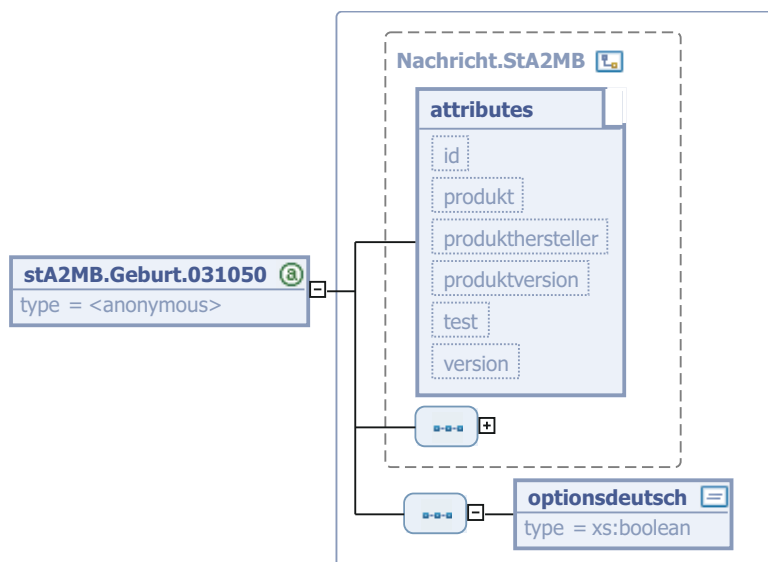 Nachricht.StA2MB
attributes
id
produkt
produkthersteller
produktversion
stA2MB.Geburt.031050 a
type = <anonymous>
test
version
optionsdeutsch
type = xs:boolean